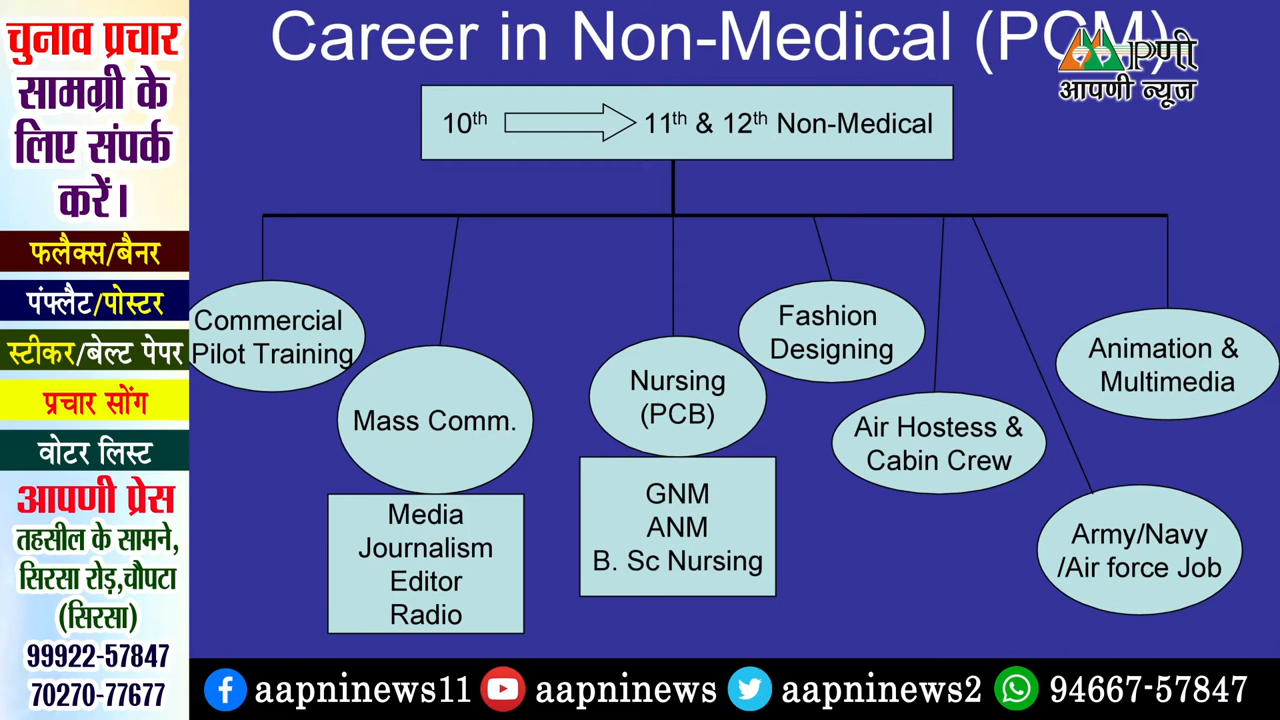 चुनाव प्रचार
सामग्री के
लिए संपर्क
करें।
फलैक्स/बैनर
पंफ्लैट/पोस्टर
स्टीकर/बेल्ट पेपर
प्रचार सोंग
वोटर लिस्ट
आपणी प्रेस
तहसील के सामने,
सिरसा रोड़,चौपटा
(सिरसा)
99922-57847
70270-77677
Career in Non-Medical (PCM)
पणी
आपणी न्यूज
10th 11th & 12th Non-Medical
Commercial
Pilot Training
Mass Comm.
Media
Journalism
Editor
Radio
Nursing
(PCB)
GNM
ANM
B. Sc Nursing
Fashion
Designing
Air Hostess &
Cabin Crew
Animation &
Multimedia
Army/Navy
/Air force Job
aapninews11 aapninews aapninews2 94667-57847